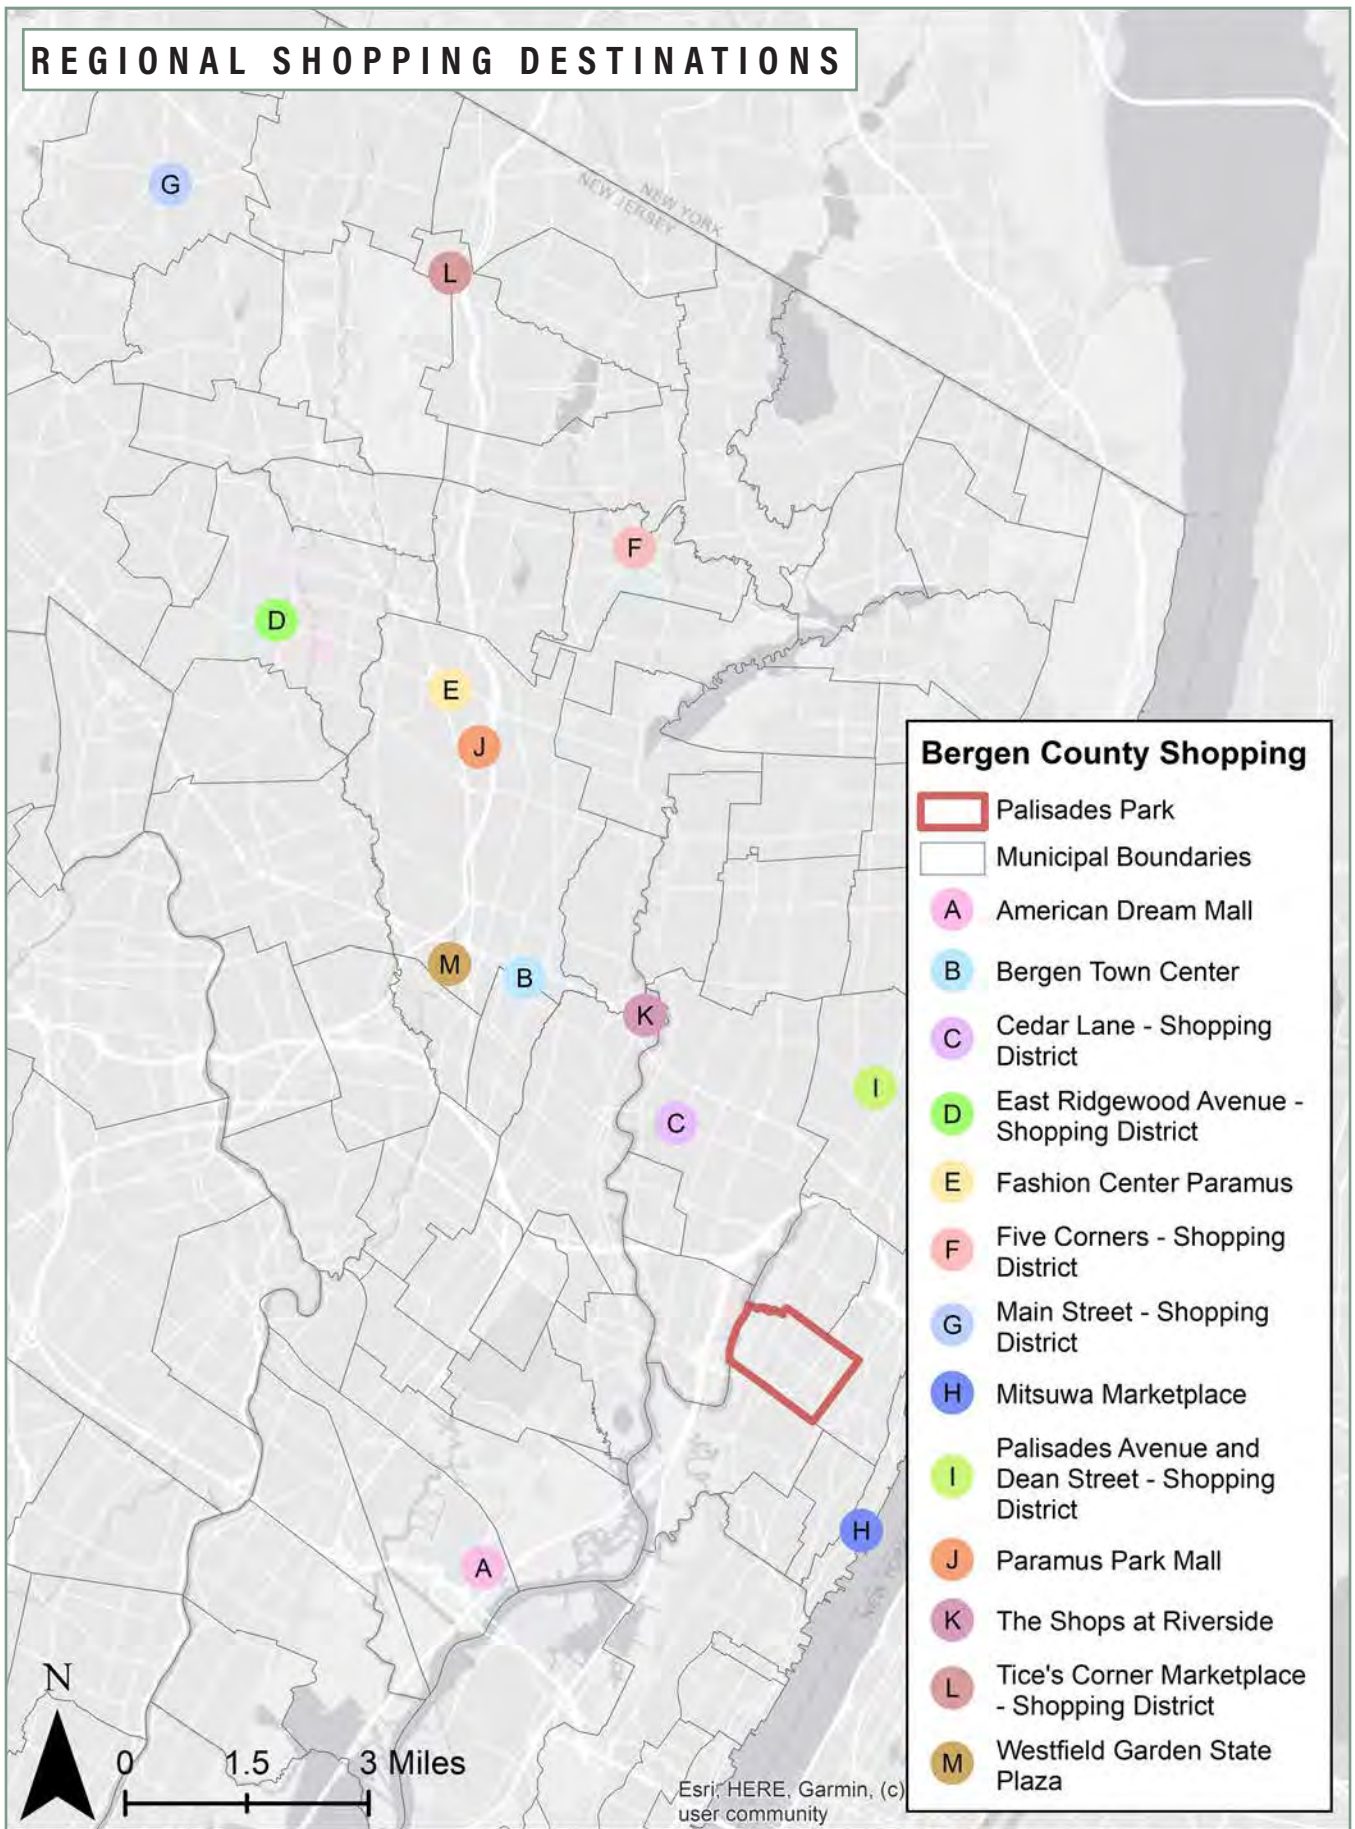 REGIONAL SHOPPING DESTINATIONS
NEW YORK
NEW JERSEY
G
L
F
D
E
J
M
B
K
I
C
H
A
Bergen County Shopping
Palisades Park
Municipal Boundaries
A American Dream Mall
B Bergen Town Center
C Cedar Lane - Shopping
District
D East Ridgewood Avenue -
Shopping District
E Fashion Center Paramus
F Five Corners - Shopping
District
G Main Street - Shopping
District
H Mitsuwa Marketplace
I Palisades Avenue and
Dean Street - Shopping
District
J Paramus Park Mall
K The Shops at Riverside
L Tice's Corner Marketplace
- Shopping District
M Westfield Garden State
Plaza
N
0 1.5 3 Miles
Esri, HERE, Garmin, (c)
user community